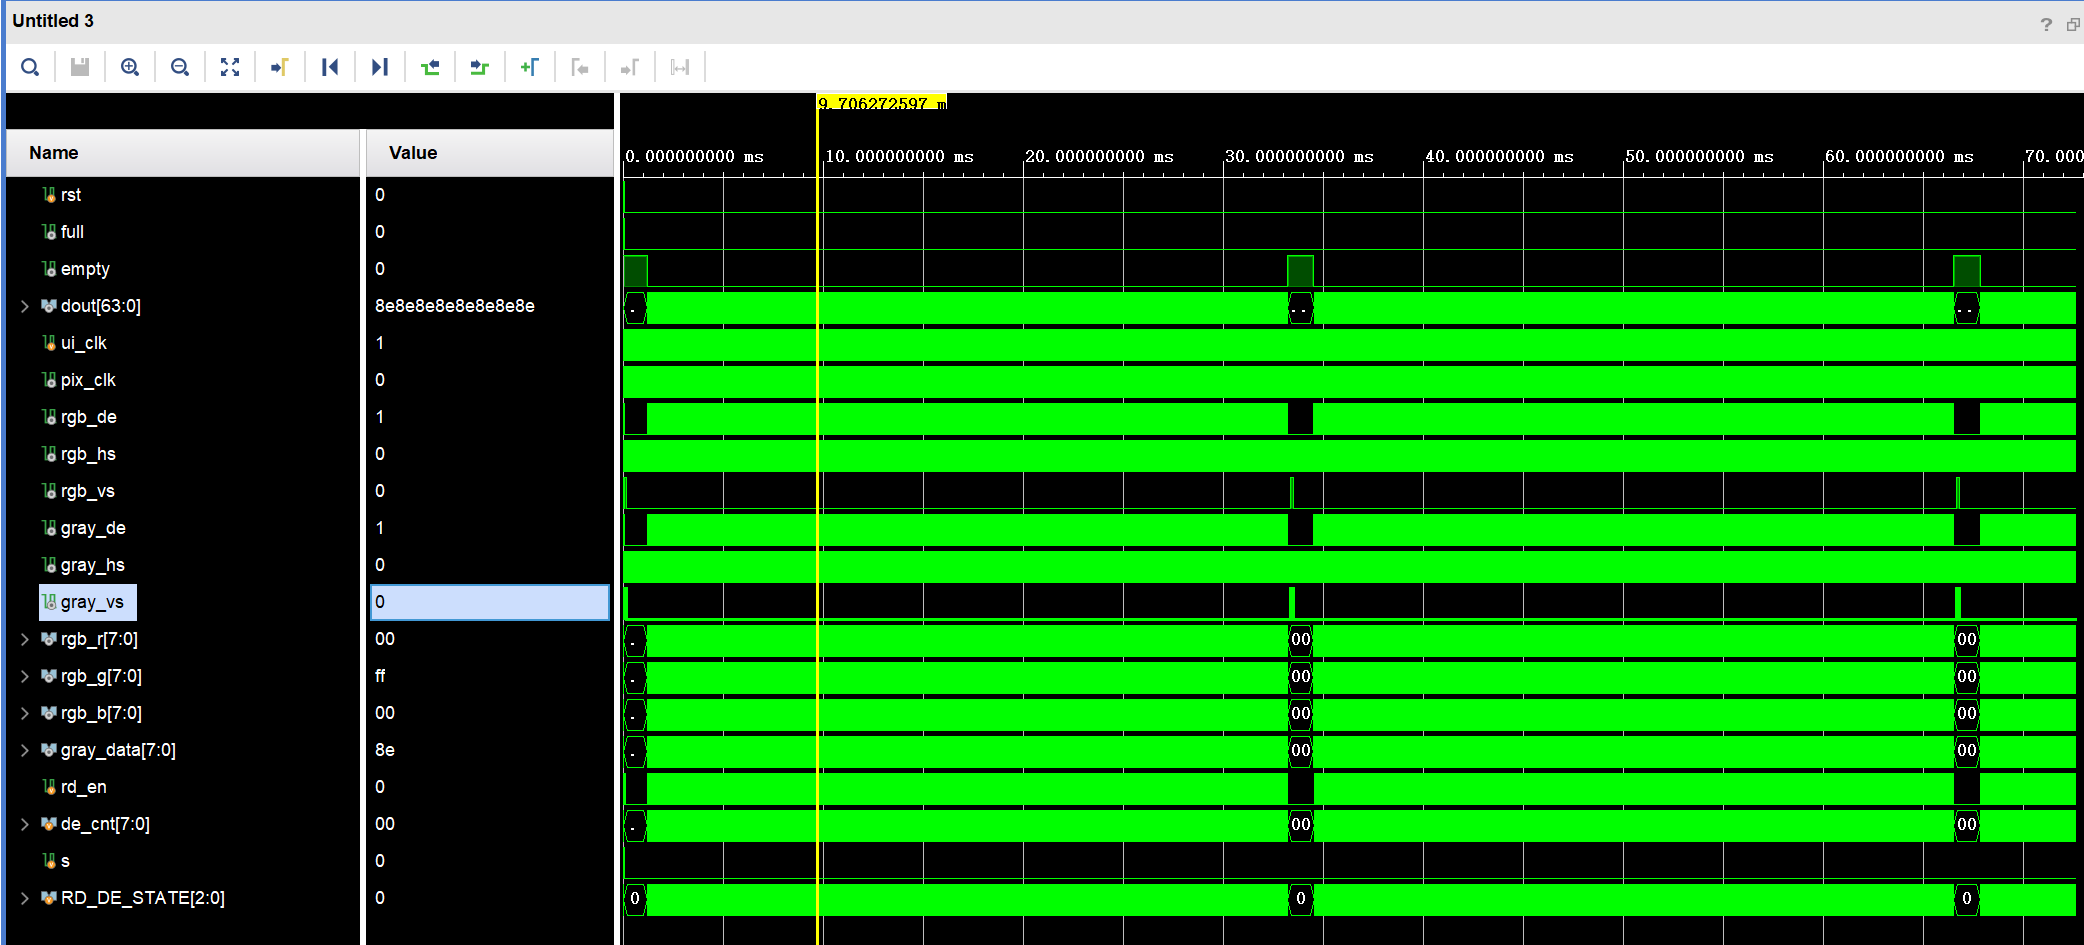 Untitled 3
?
9.706272597 m
Name Value
0.000000000 ms 10.000000000 ms 20.000000000 ms 30.000000000 ms 40.000000000 ms 50.000000000 ms 60.000000000 ms 70.000
rst 0
full 0
empty 0
dout[63:0] 8e8e8e8e8e8e8e8e . -- --
ui_clk 1
pix_clk 0
rgb_de 1
rgb_hs 0
rgb_vs 0
gray_de 1
gray_hs 0
gray_vs 0
rgb_r[7:0] 00 . 00 00
rgb_g[7:0] ff . 00 00
rgb_b[7:0] 00 . 00 00
gray_data[7:0] 8e . 00 00
rd_en 0
de_cnt[7:0] 00 . 00 00
s 0
RD_DE_STATE[2:0] 0 0 0 0